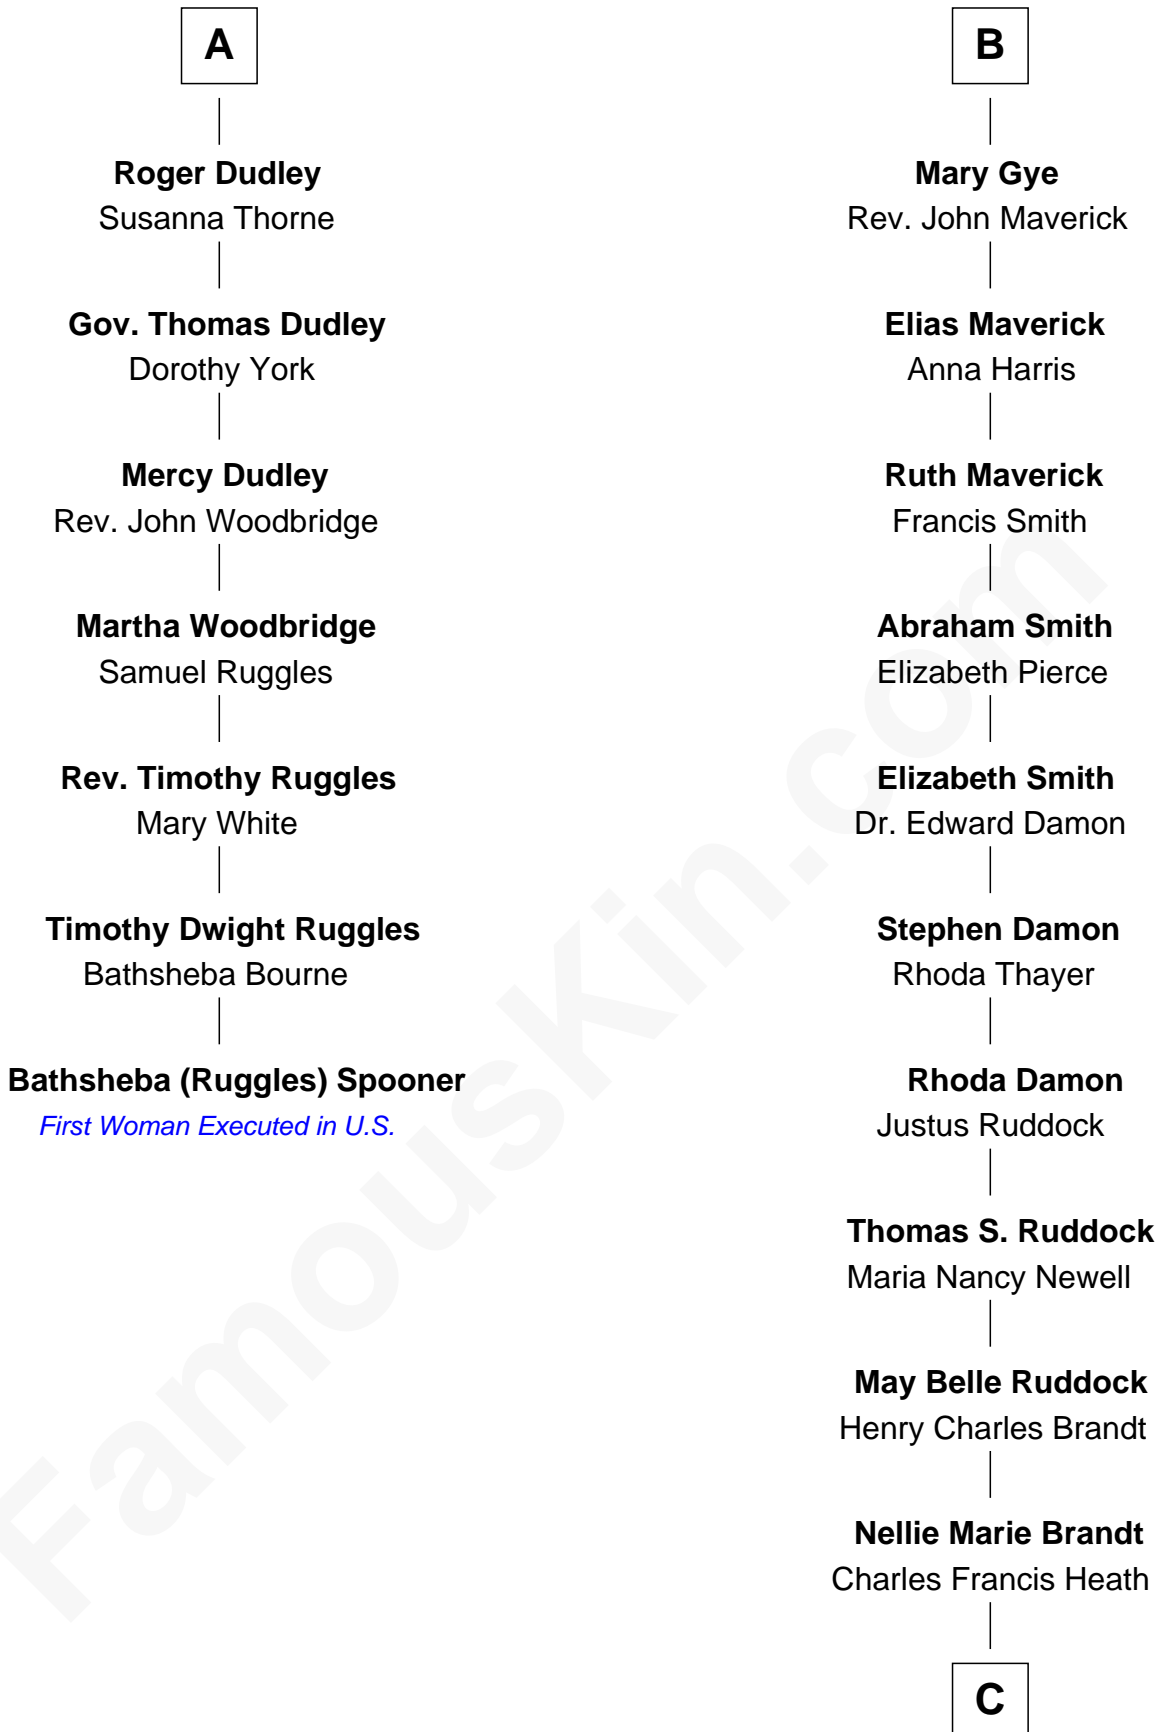 A
Roger Dudley
Susanna Thorne
Gov. Thomas Dudley
Dorothy York
Mercy Dudley
Rev. John Woodbridge
Martha Woodbridge
Samuel Ruggles
Rev. Timothy Ruggles
Mary White
Timothy Dwight Ruggles
Bathsheba Bourne
Bathsheba (Ruggles) Spooner
First Woman Executed in U.S.
B
Mary Gye
Rev. John Maverick
Elias Maverick
Anna Harris
Ruth Maverick
Francis Smith
Abraham Smith
Elizabeth Pierce
Elizabeth Smith
Dr. Edward Damon
Stephen Damon
Rhoda Thayer
Rhoda Damon
Justus Ruddock
Thomas S. Ruddock
Maria Nancy Newell
May Belle Ruddock
Henry Charles Brandt
Nellie Marie Brandt
Charles Francis Heath
C
FamousKin.com